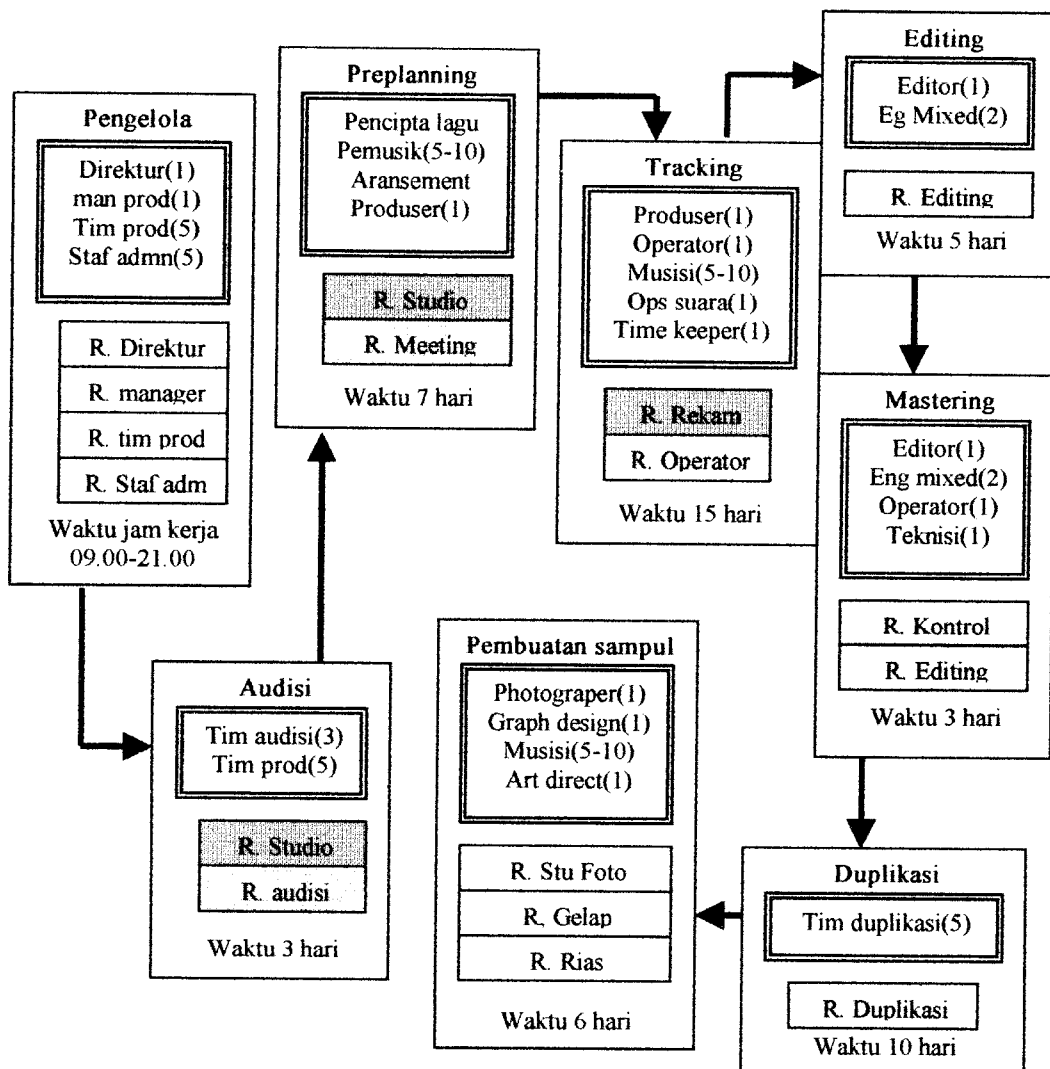 Pengelola
Direktur(1)
man prod(1)
Tim prod(5)
Staf admn(5)
R. Direktur
R. manager
R. tim prod
R. Staf adm
Waktu jam kerja
09.00-21.00
Audisi
Tim audisi(3)
Tim prod(5)
R. Studio
R. audisi
Waktu 3 hari
Preplanning
Pencipta lagu
Pemusik(5-10)
Aransement
Produser(1)
R. Studio
R. Meeting
Waktu 7 hari
Tracking
Produser(1)
Operator(1)
Musisi(5-10)
Ops suara(1)
Time keeper(1)
R. Rekam
R. Operator
Waktu 15 hari
Editing
Editor(1)
Eg Mixed(2)
R. Editing
Waktu 5 hari
Mastering
Editor(1)
Eng mixed(2)
Operator(1)
Teknisi(1)
R. Kontrol
R. Editing
Waktu 3 hari
Duplikasi
Tim duplikasi(5)
R. Duplikasi
Waktu 10 hari
Pembuatan sampul
Photograper(1)
Graph design(1)
Musisi(5-10)
Art direct(1)
R. Stu Foto
R, Gelap
R. Rias
Waktu 6 hari